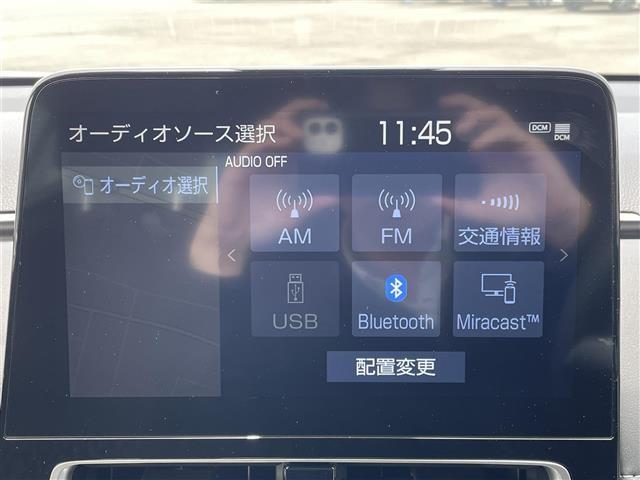 オーディオソース選択
11:45
DCM
DCM
オーディオ選択
AUDIO OFF
AM
FM
交通情報
USB
Bluetooth
Miracast™
配置変更